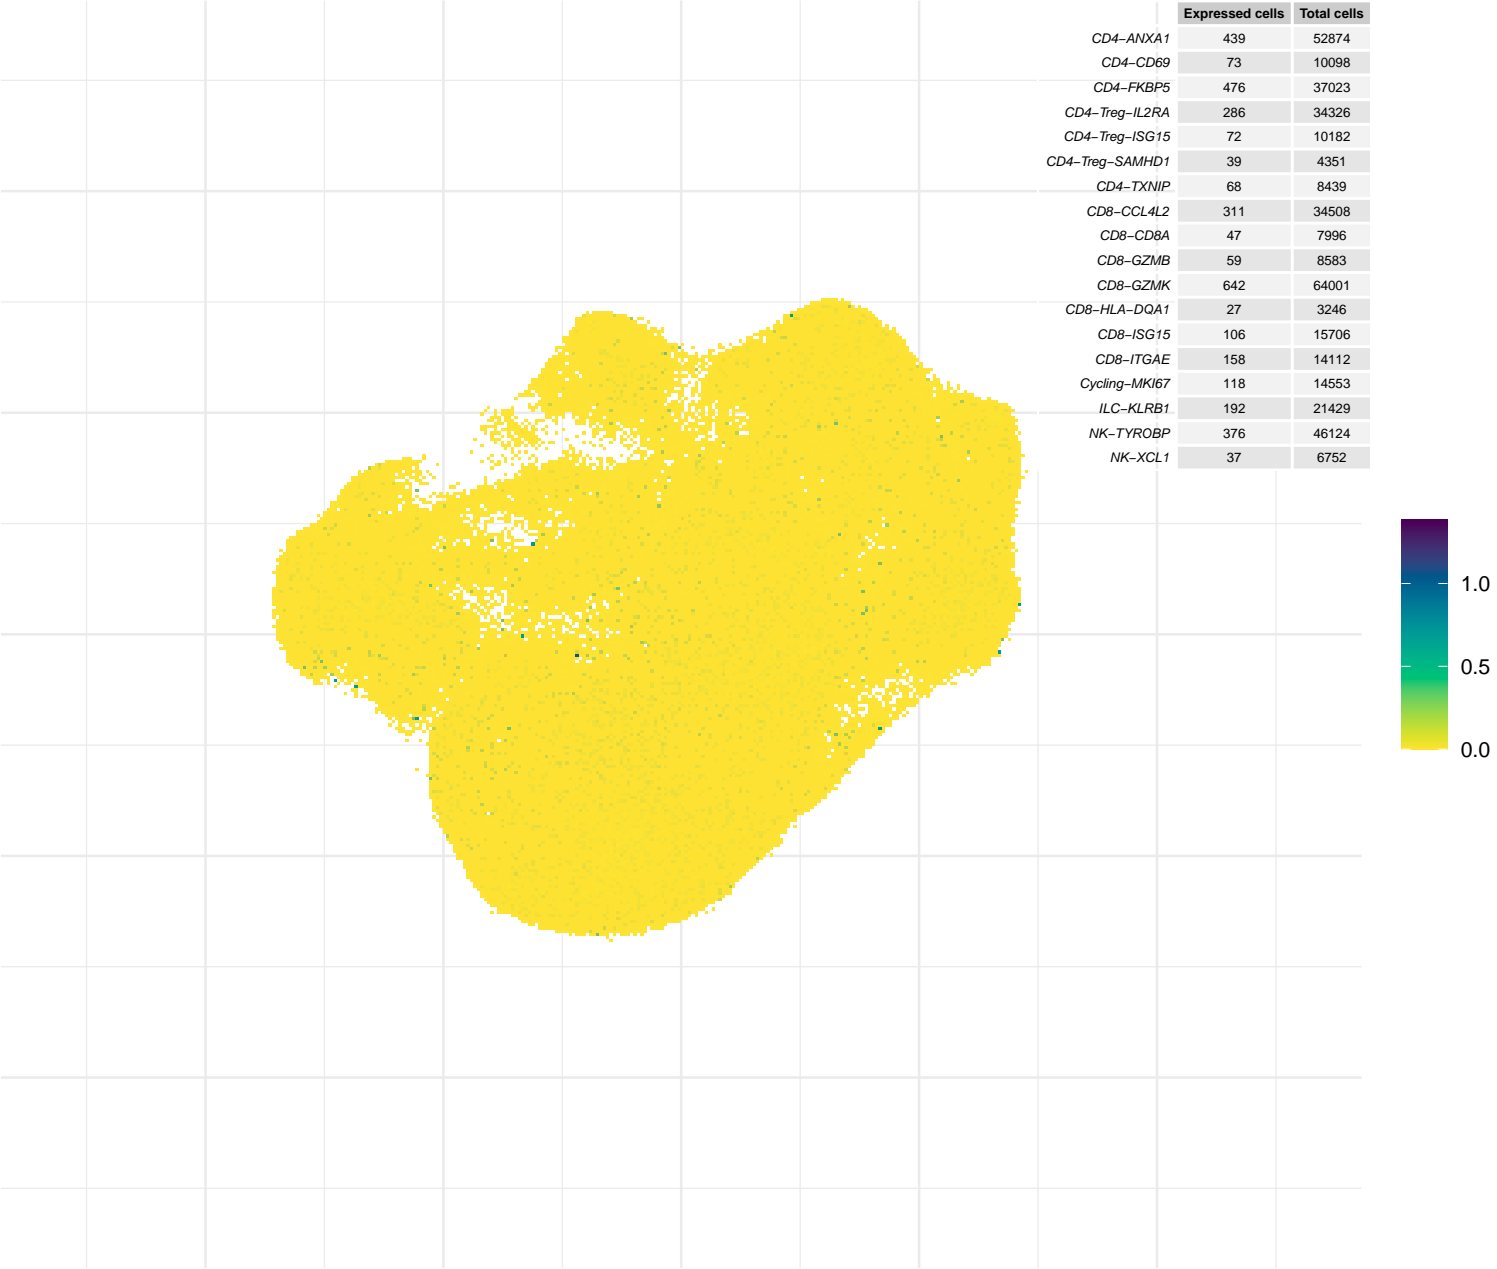 Expressed cells Total cells
CD4−ANXA1 439 52874
CD4−CD69 73 10098
CD4−FKBP5 476 37023
CD4−Treg−IL2RA 286 34326
CD4−Treg−ISG15 72 10182
CD4−Treg−SAMHD1 39 4351
CD4−TXNIP 68 8439
CD8−CCL4L2 311 34508
CD8−CD8A 47 7996
CD8−GZMB 59 8583
CD8−GZMK 642 64001
CD8−HLA−DQA1 27 3246
CD8−ISG15 106 15706
CD8−ITGAE 158 14112
Cycling−MKI67 118 14553
ILC−KLRB1 192 21429
NK−TYROBP 376 46124
NK−XCL1 37 6752
1.0
0.5
0.0